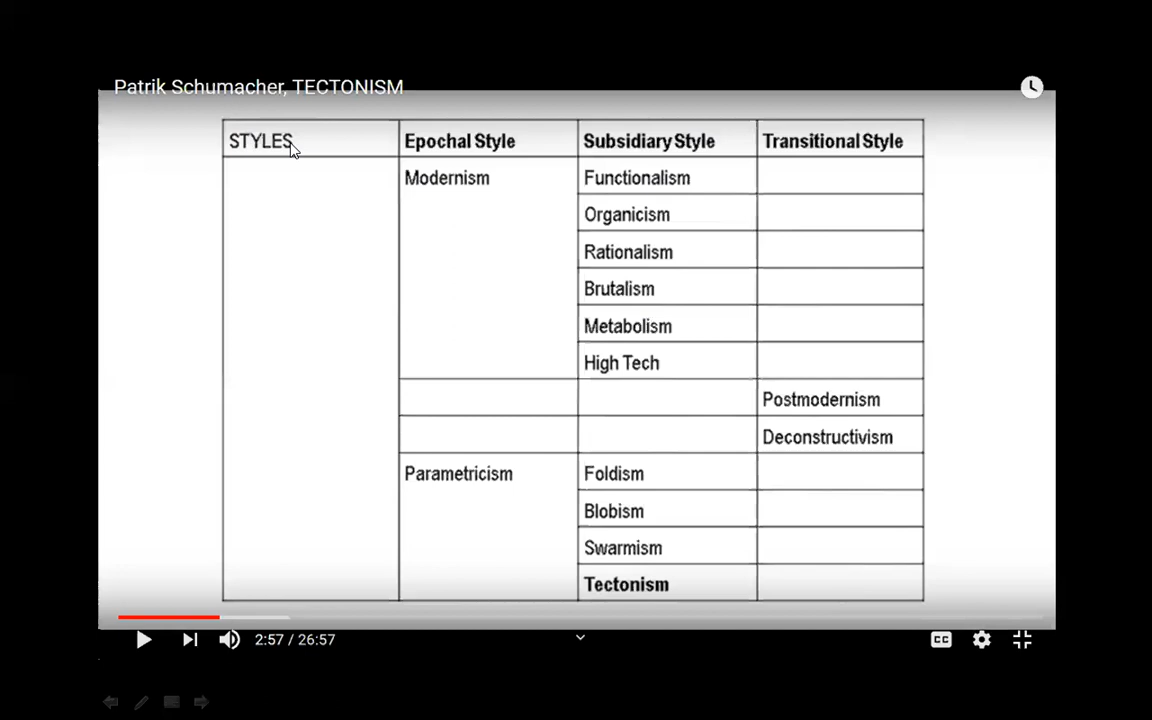 Patrik Schumacher, TECTONISM
STYLES Epochal Style Subsidiary Style Transitional Style
Modernism Functionalism
Organicism
Rationalism
Brutalism
Metabolism
High Tech
Postmodernism
Deconstructivism
Parametricism Foldism
Blobism
Swarmism
Tectonism
2:57 / 26:57 CC